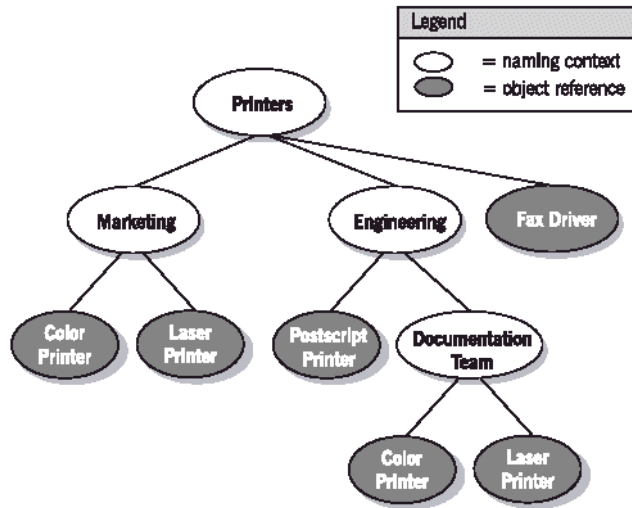 Legend
= naming context
= object reference
Printers
Marketing
Engineering
Fax Driver
Color
Printer
Laser
Printer
Postscript
Printer
Documentation
Team
Color
Printer
Laser
Printer